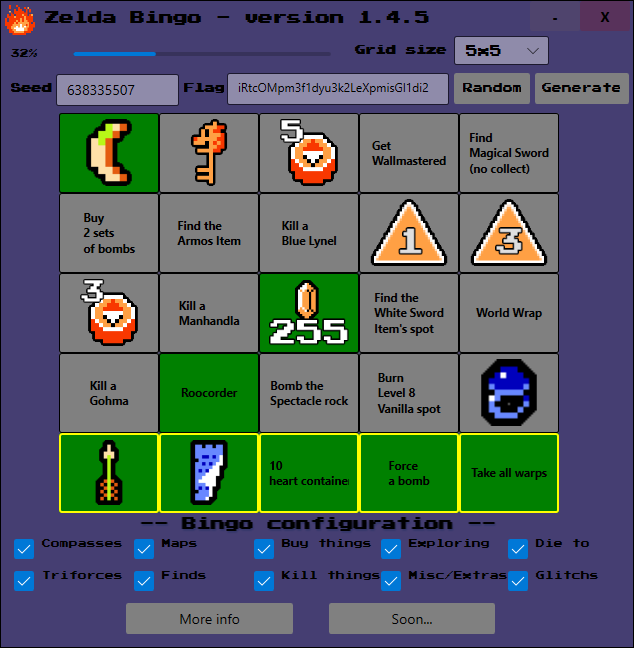 Zelda Bingo - version 1.4.5
- X
32% Grid size 5x5
Seed 638335507 Flag iRtcOMpm3f1dyu3k2LeXpmisGl1di2 Random Generate
5
Get
Wallmastered
Find
Magical Sword
(no collect)
Buy
2 sets
of bombs
Find the
Armos Item
Kill a
Blue Lynel
1
3
3
Kill a
Manhandla
255
Find the
White Sword
Item's spot
World Wrap
Kill a
Gohma
Roocorder
Bomb the
Spectacle rock
Burn
Level 8
Vanilla spot
10
heart container
Force
a bomb
Take all warps
-- Bingo configuration --
Compasses Maps Buy things Exploring Die to
Triforces Finds Kill things Misc/Extras Glitchs
More info Soon...